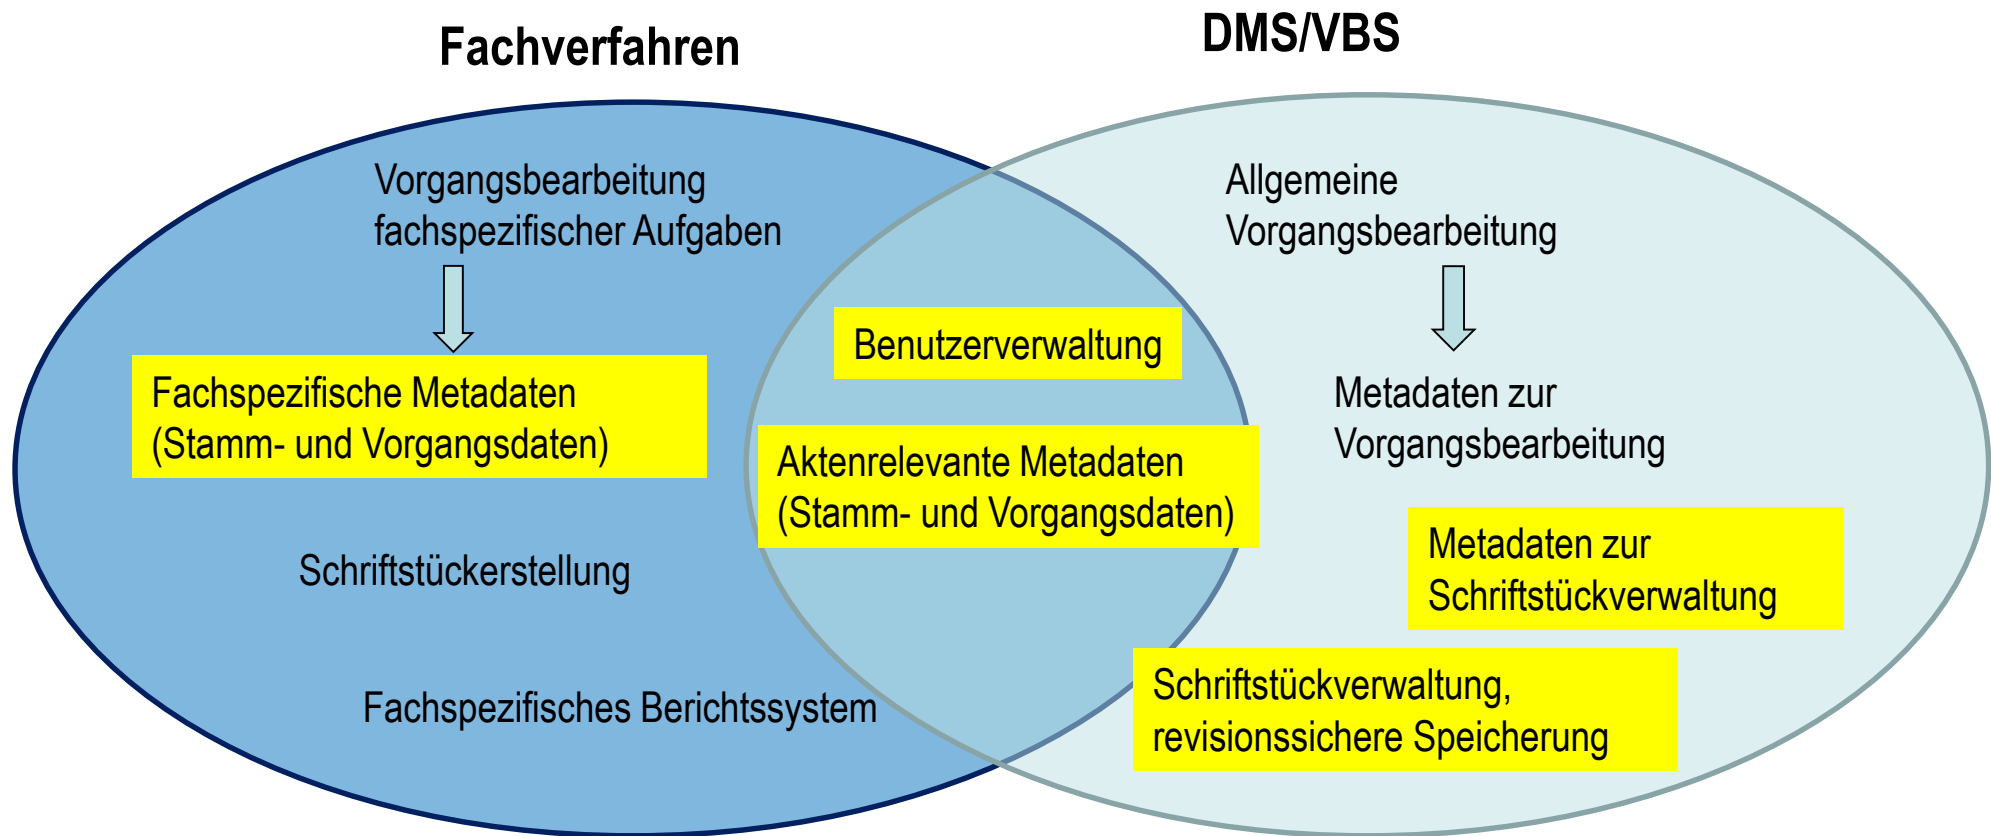 Fachverfahren
DMS/VBS
Vorgangsbearbeitung
fachspezifischer Aufgaben
Fachspezifische Metadaten
(Stamm- und Vorgangsdaten)
Schriftstückerstellung
Fachspezifisches Berichtssystem
Benutzerverwaltung
Aktenrelevante Metadaten
(Stamm- und Vorgangsdaten)
Allgemeine
Vorgangsbearbeitung
Metadaten zur
Vorgangsbearbeitung
Metadaten zur
Schriftstückverwaltung
Schriftstückverwaltung,
revisionssichere Speicherung